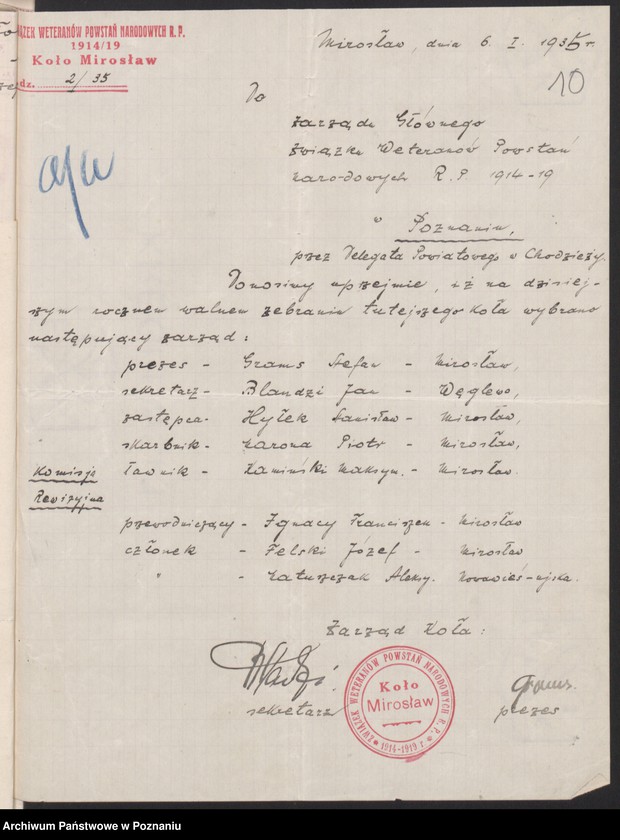 ĄZEK WETERANÓW POWSTAŃ NARODOWYCH R. P.
1914/19
Koło Mirosław
dz. 2/35
Mirosław, dnia 6. I. 1935 r.
10
Do
Zarządu Głównego
Związku Weteranów Powstań
Narodowych R. P. 1914-19
w Poznaniu,
przez Delegata Powiatowego w Chodzieży.
Donosimy uprzejmie, iż na dzisiej-
szym rocznem walnem zebraniu tutejszego Koła wybrano
następujący zarząd:
prezes - Grams Stefan - Mirosław,
sekretarz - Blandzi Jan - Węglewo,
zastępca - Hyłek Stanisław - Mirosław,
skarbnik - Piotr - Mirosław,
ławnik - Kamiński Maksym. - Mirosław.
Komisja
Rewizyjna
przewodniczący - Ignacy Franciszek - Mirosław
członek - Felski Józef - Mirosław
" - Ratuszczak Aleksy. Nowawieś-ujska.
Zarząd Koła:
sekretarz
Grams.
prezes
ZWIĄZEK WETERANÓW POWSTAŃ NARODOWYCH R. P.
1914-1919 r.
Koło
Mirosław
Archiwum Państwowe w Poznaniu